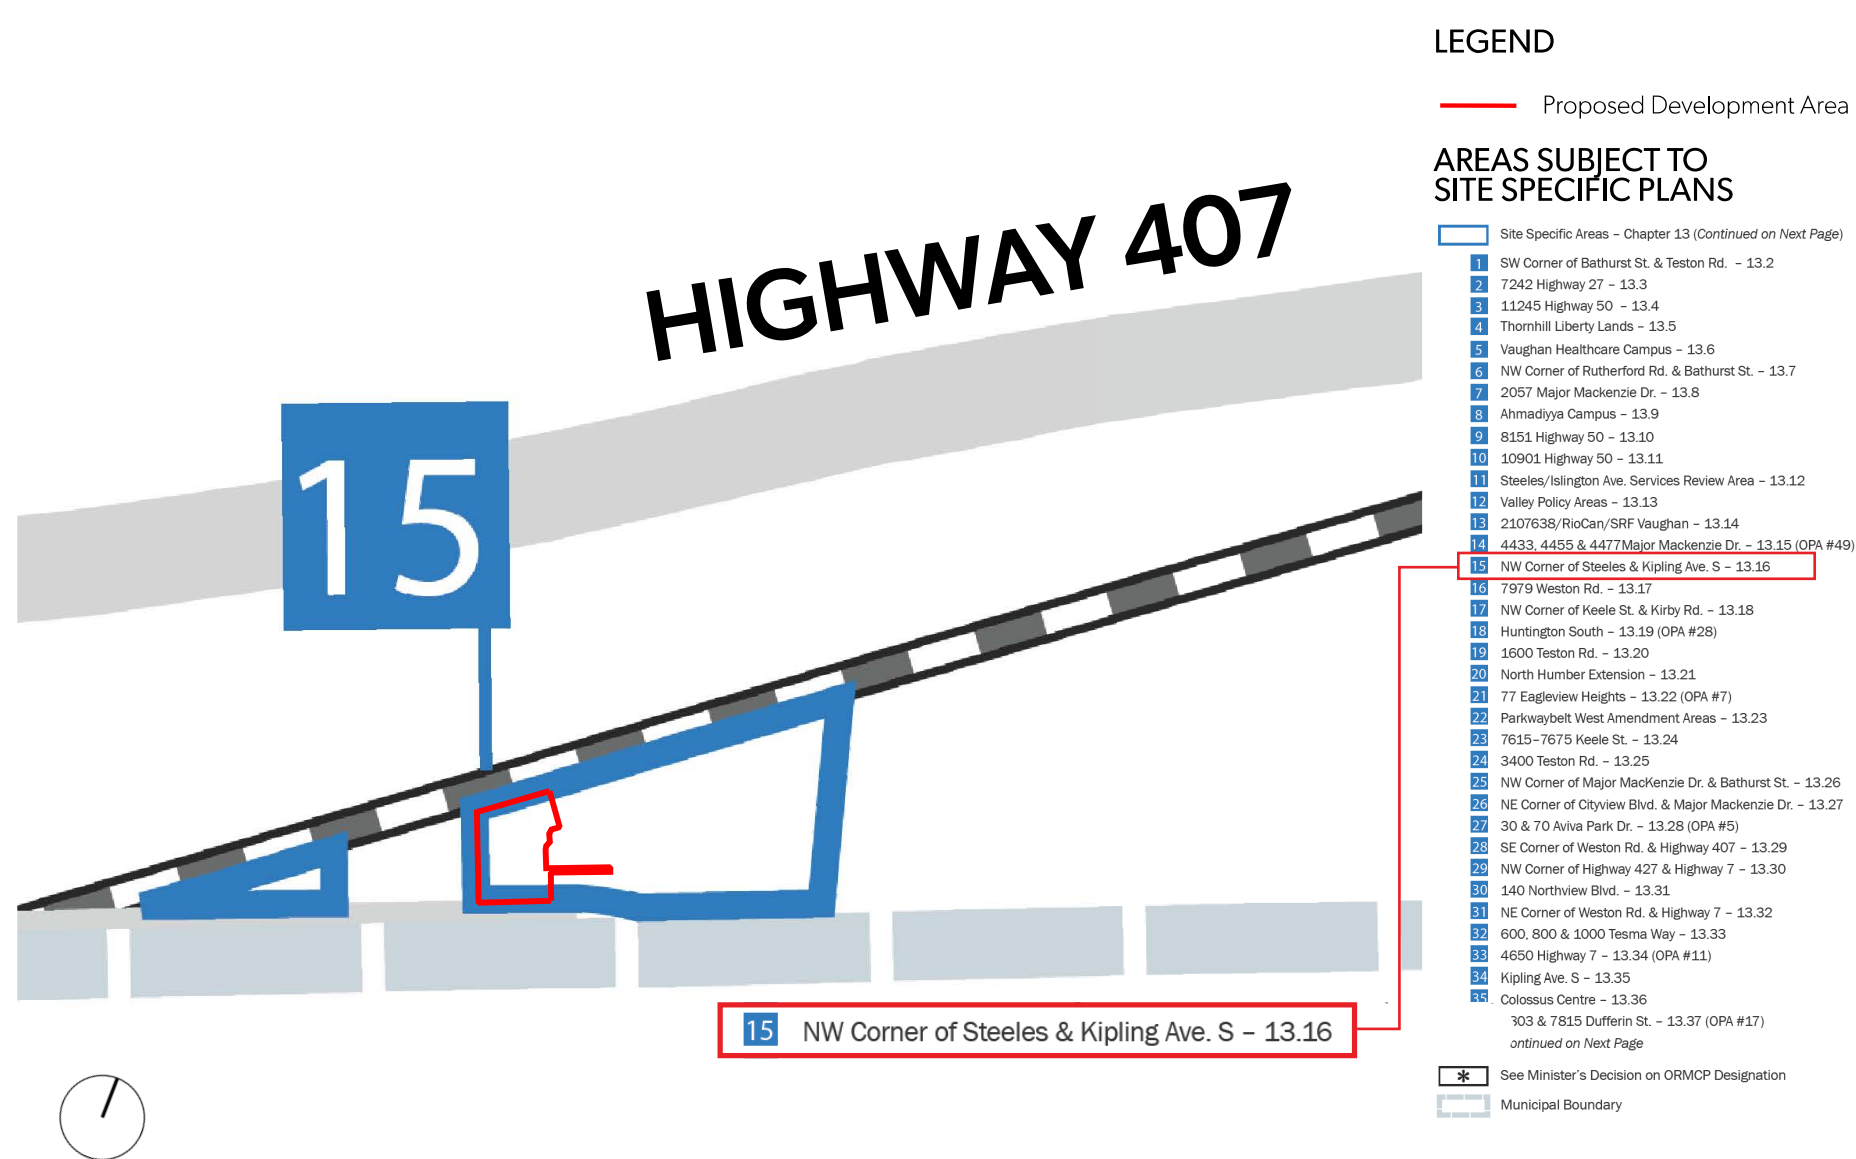 HIGHWAY 407
15
15 NW Corner of Steeles & Kipling Ave. S – 13.16
LEGEND
Proposed Development Area
AREAS SUBJECT TO
SITE SPECIFIC PLANS
Site Specific Areas – Chapter 13 (Continued on Next Page)
1 SW Corner of Bathurst St. & Teston Rd. – 13.2
2 7242 Highway 27 – 13.3
3 11245 Highway 50 – 13.4
4 Thornhill Liberty Lands – 13.5
5 Vaughan Healthcare Campus – 13.6
6 NW Corner of Rutherford Rd. & Bathurst St. – 13.7
7 2057 Major Mackenzie Dr. – 13.8
8 Ahmadiyya Campus – 13.9
9 8151 Highway 50 – 13.10
10 10901 Highway 50 – 13.11
11 Steeles/Islington Ave. Services Review Area – 13.12
12 Valley Policy Areas – 13.13
13 2107638/RioCan/SRF Vaughan – 13.14
14 4433, 4455 & 4477Major Mackenzie Dr. – 13.15 (OPA #49)
15 NW Corner of Steeles & Kipling Ave. S – 13.16
16 7979 Weston Rd. – 13.17
17 NW Corner of Keele St. & Kirby Rd. – 13.18
18 Huntington South – 13.19 (OPA #28)
19 1600 Teston Rd. – 13.20
20 North Humber Extension – 13.21
21 77 Eagleview Heights – 13.22 (OPA #7)
22 Parkwaybelt West Amendment Areas – 13.23
23 7615–7675 Keele St. – 13.24
24 3400 Teston Rd. – 13.25
25 NW Corner of Major MacKenzie Dr. & Bathurst St. – 13.26
26 NE Corner of Cityview Blvd. & Major Mackenzie Dr. – 13.27
27 30 & 70 Aviva Park Dr. – 13.28 (OPA #5)
28 SE Corner of Weston Rd. & Highway 407 – 13.29
29 NW Corner of Highway 427 & Highway 7 – 13.30
30 140 Northview Blvd. – 13.31
31 NE Corner of Weston Rd. & Highway 7 – 13.32
32 600, 800 & 1000 Tesma Way – 13.33
33 4650 Highway 7 – 13.34 (OPA #11)
34 Kipling Ave. S – 13.35
35 Colossus Centre – 13.36
& 7815 Dufferin St. – 13.37 (OPA #17)
on Next Page
* See Minister's Decision on ORMCP Designation
Municipal Boundary